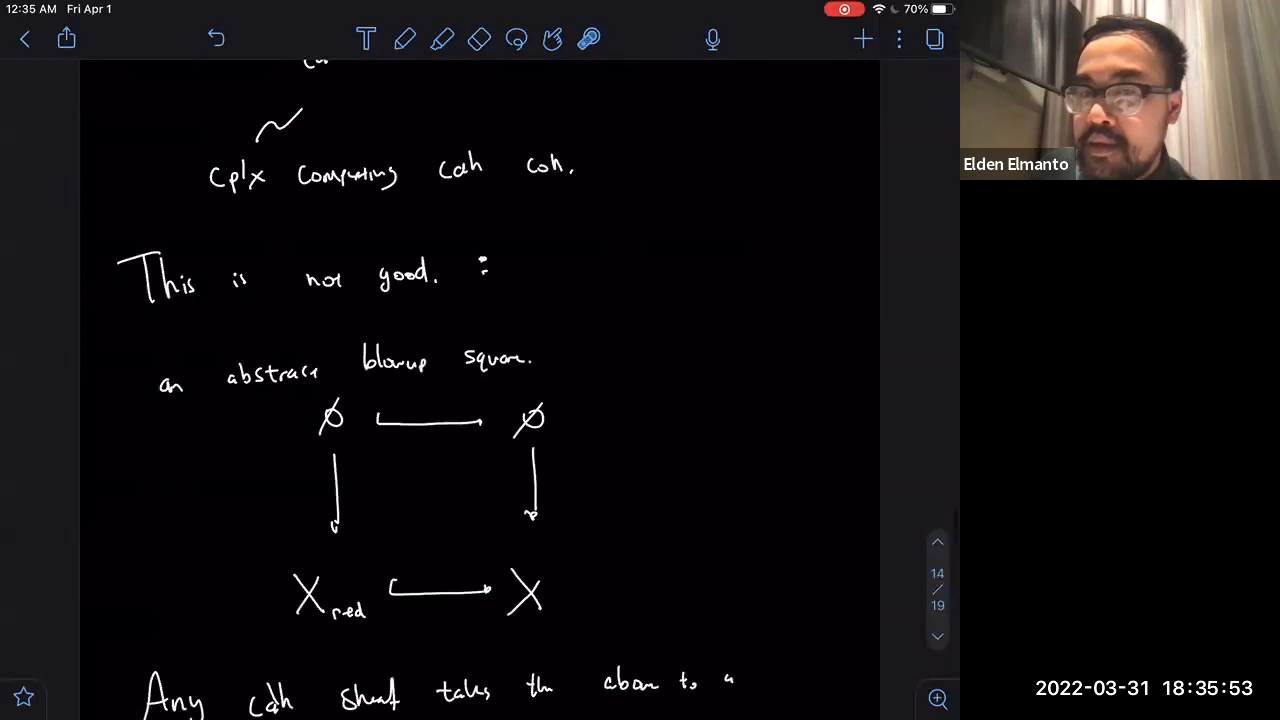 12:35 AM Fri Apr 1
70%
Cplx computing cdh coh.
This is not good. :
an abstract blowup square.
∅ ∅
X_red X
14
19
Any cdh sheaf takes the above to a
Elden Elmanto
2022-03-31 18:35:53